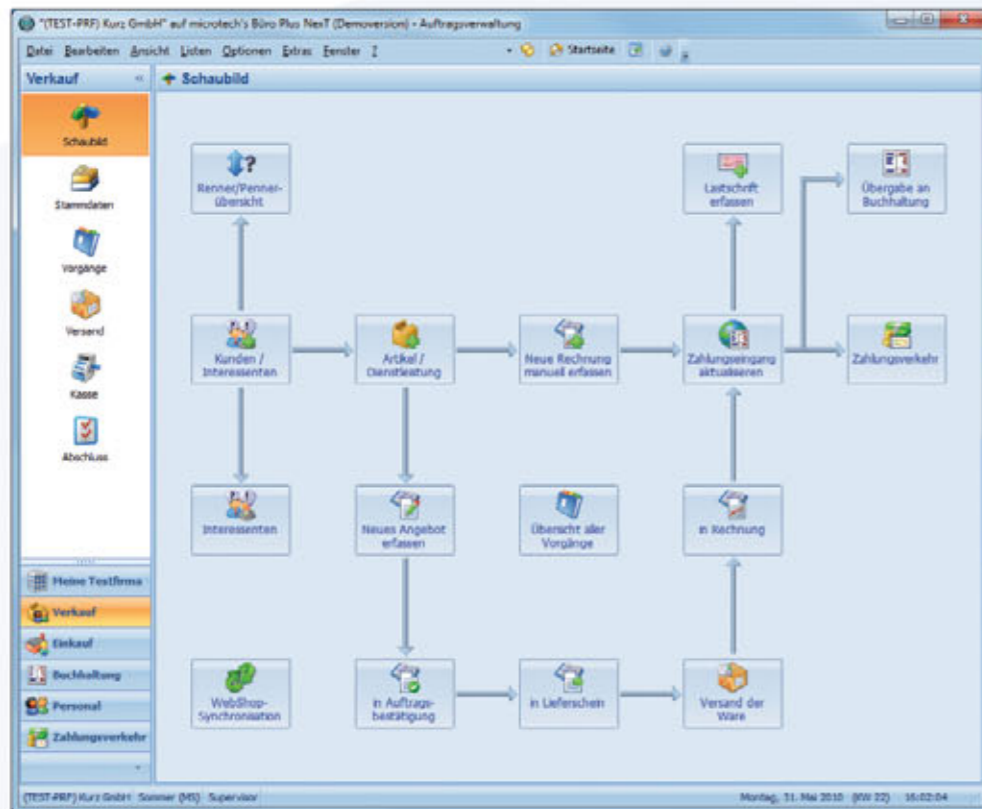 "(TEST-PRF) Kurz GmbH" auf microtech's Büro Plus NexT (Demoversion) - Auftragsverwaltung
Datei Bearbeiten Ansicht Listen Optionen Extras Fenster ?
Startseite
Verkauf «
Schaubild
Schaubild
Stammdaten
Vorgänge
Versand
Kasse
Abschluss
Meine Testfirma
Verkauf
Einkauf
Buchhaltung
Personal
Zahlungsverkehr
Renner/Penner-
übersicht
Lastschrift
erfassen
Übergabe an
Buchhaltung
Kunden /
Interessenten
Artikel /
Dienstleistung
Neue Rechnung
manuell erfassen
Zahlungseingang
aktualisieren
Zahlungsverkehr
Interessenten
Neues Angebot
erfassen
Übersicht aller
Vorgänge
in Rechnung
WebShop-
Synchronisation
in Auftrags-
bestätigung
in Lieferschein
Versand der
Ware
(TEST-PRF) Kurz GmbH Sommer (MS) Supervisor
Montag, 31. Mai 2010 (KW 22) 16:02:04